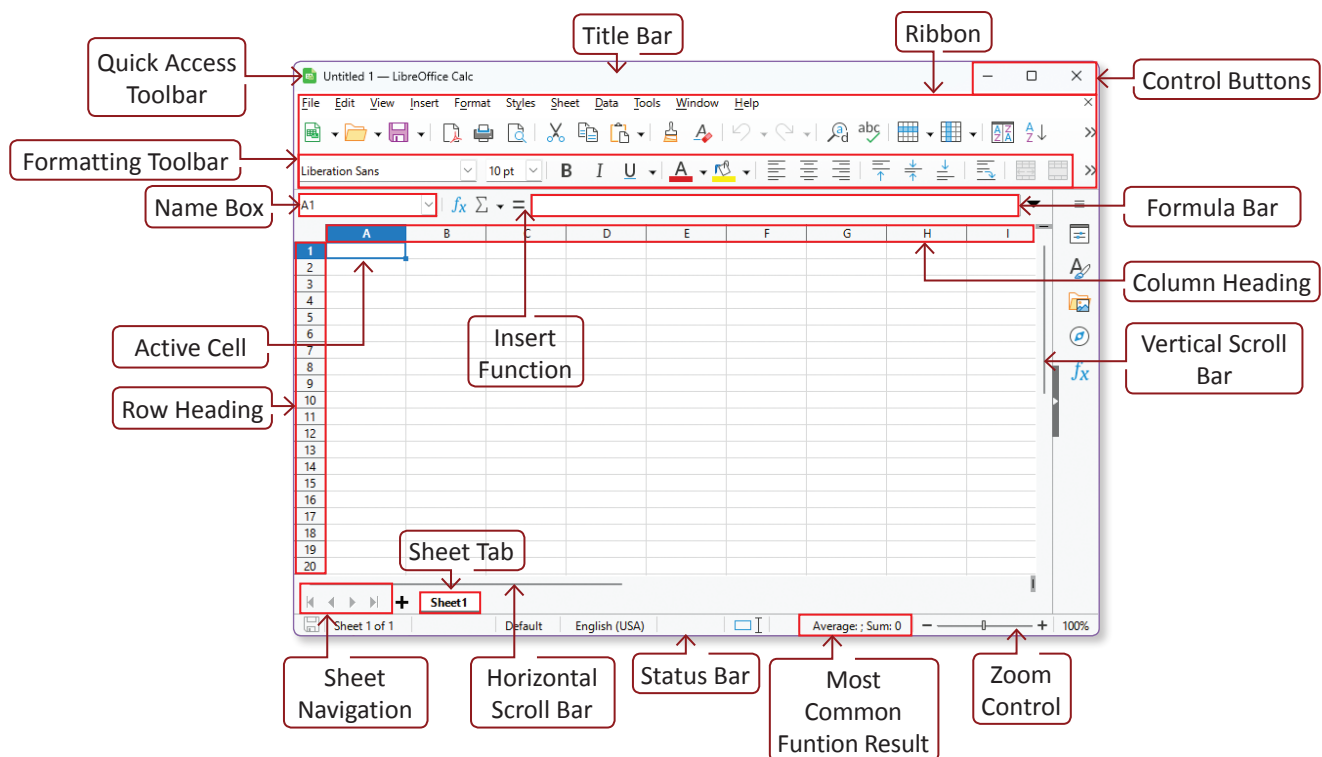 Title Bar
Ribbon
Quick Access
Toolbar
Control Buttons
Untitled 1 — LibreOffice Calc
File Edit View Insert Format Styles Sheet Data Tools Window Help
Formatting Toolbar
Liberation Sans 10 pt B I U
Name Box
A1
Formula Bar
A B C D E F G H I
1
2
3
4
5
6
7
8
9
10
11
12
13
14
15
16
17
18
19
20
Column Heading
Active Cell
Insert
Function
Vertical Scroll
Bar
Row Heading
Sheet Tab
Sheet1
Sheet 1 of 1 Default English (USA) Average: ; Sum: 0 100%
Sheet
Navigation
Horizontal
Scroll Bar
Status Bar
Most
Common
Funtion Result
Zoom
Control